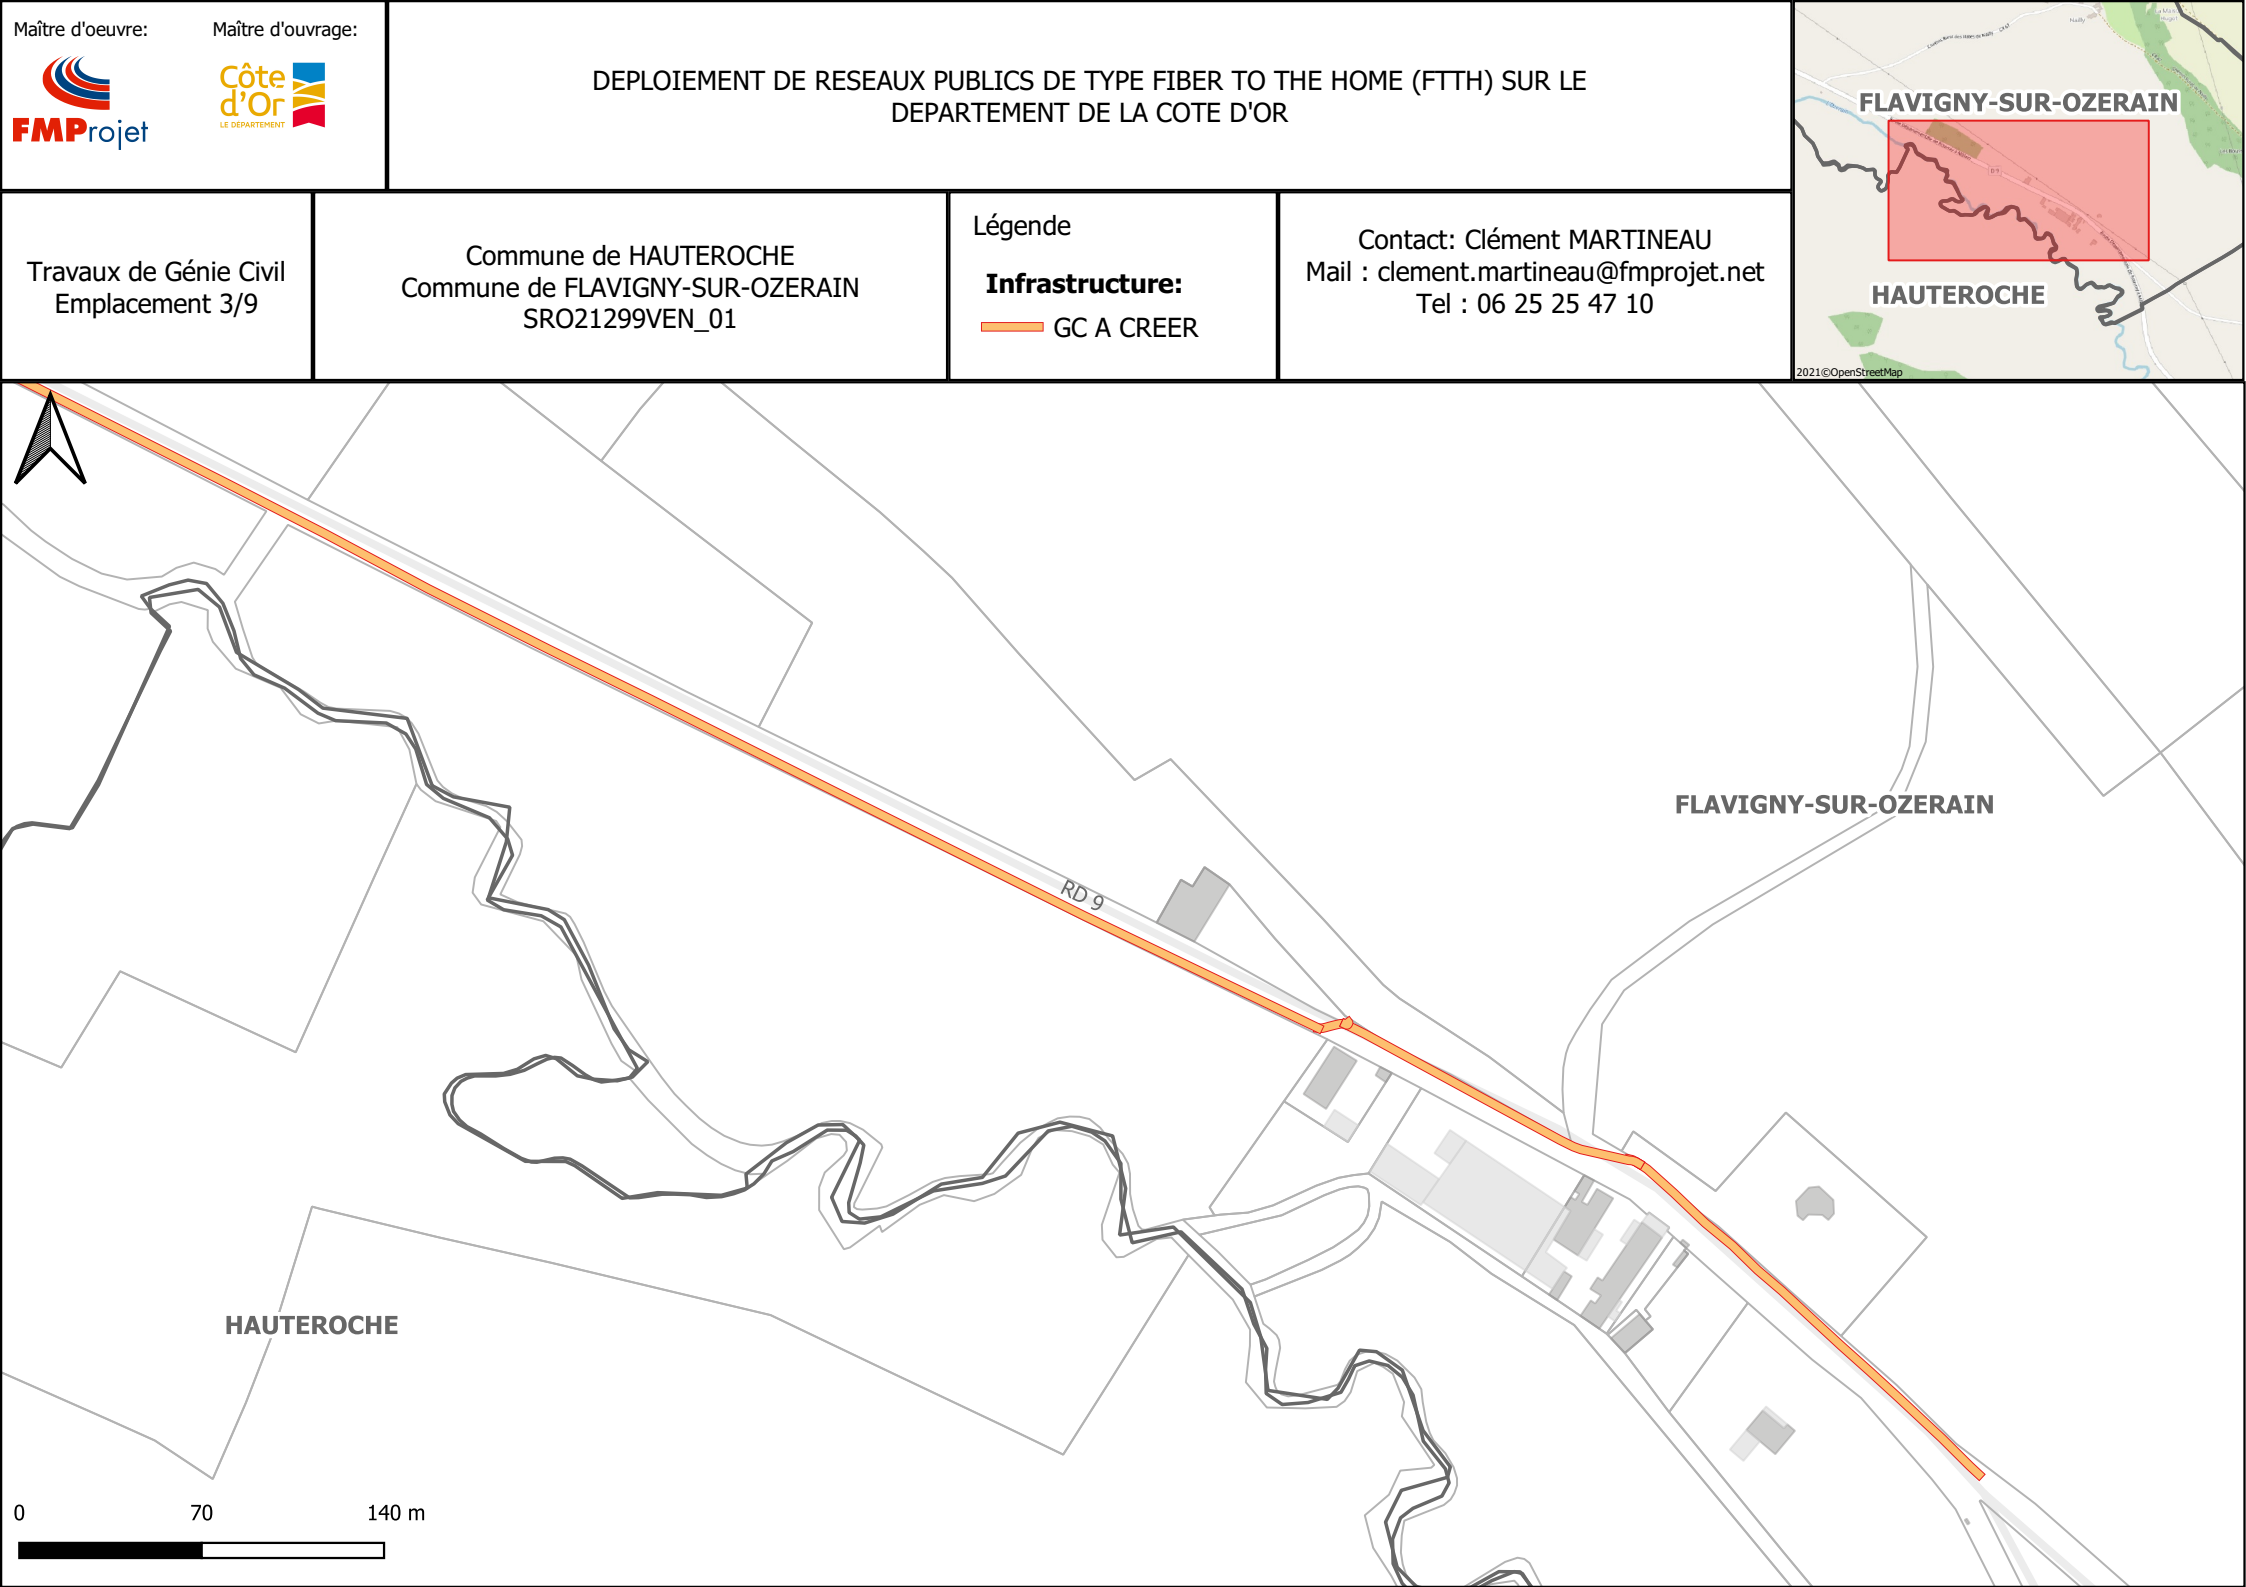 Maître d'oeuvre:
Maître d'ouvrage:
FMProjet
Côte
d'Or
LE DÉPARTEMENT
DEPLOIEMENT DE RESEAUX PUBLICS DE TYPE FIBER TO THE HOME (FTTH) SUR LE
DEPARTEMENT DE LA COTE D'OR
Travaux de Génie Civil
Emplacement 3/9
Commune de HAUTEROCHE
Commune de FLAVIGNY-SUR-OZERAIN
SRO21299VEN_01
Légende
Infrastructure:
GC A CREER
Contact: Clément MARTINEAU
Mail : clement.martineau@fmprojet.net
Tel : 06 25 25 47 10
FLAVIGNY-SUR-OZERAIN
D 9
HAUTEROCHE
2021©OpenStreetMap
RD 9
FLAVIGNY-SUR-OZERAIN
HAUTEROCHE
0 70 140 m